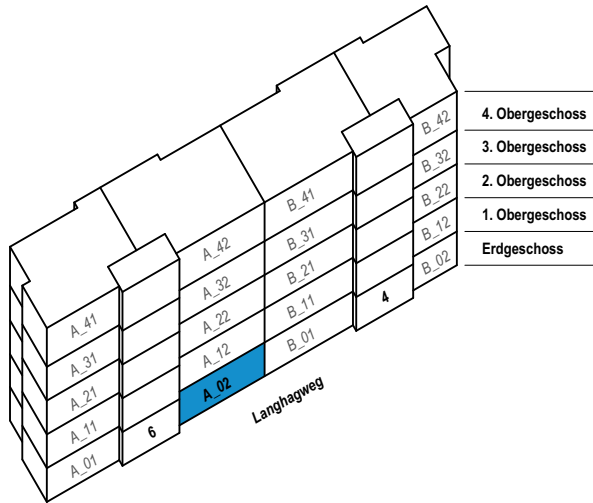 4. Obergeschoss
3. Obergeschoss
2. Obergeschoss
1. Obergeschoss
Erdgeschoss
B_42
B_32
B_22
B_12
B_02
B_41
B_31
B_21
B_11
B_01
4
A_42
A_32
A_22
A_12
A_02
A_41
A_31
A_21
A_11
A_01
6
Langhagweg